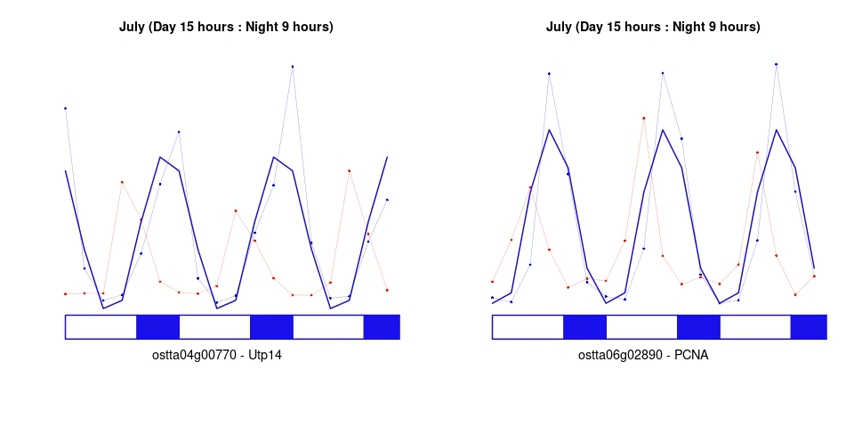 July (Day 15 hours : Night 9 hours)
July (Day 15 hours : Night 9 hours)
ostta04g00770 - Utp14
ostta06g02890 - PCNA